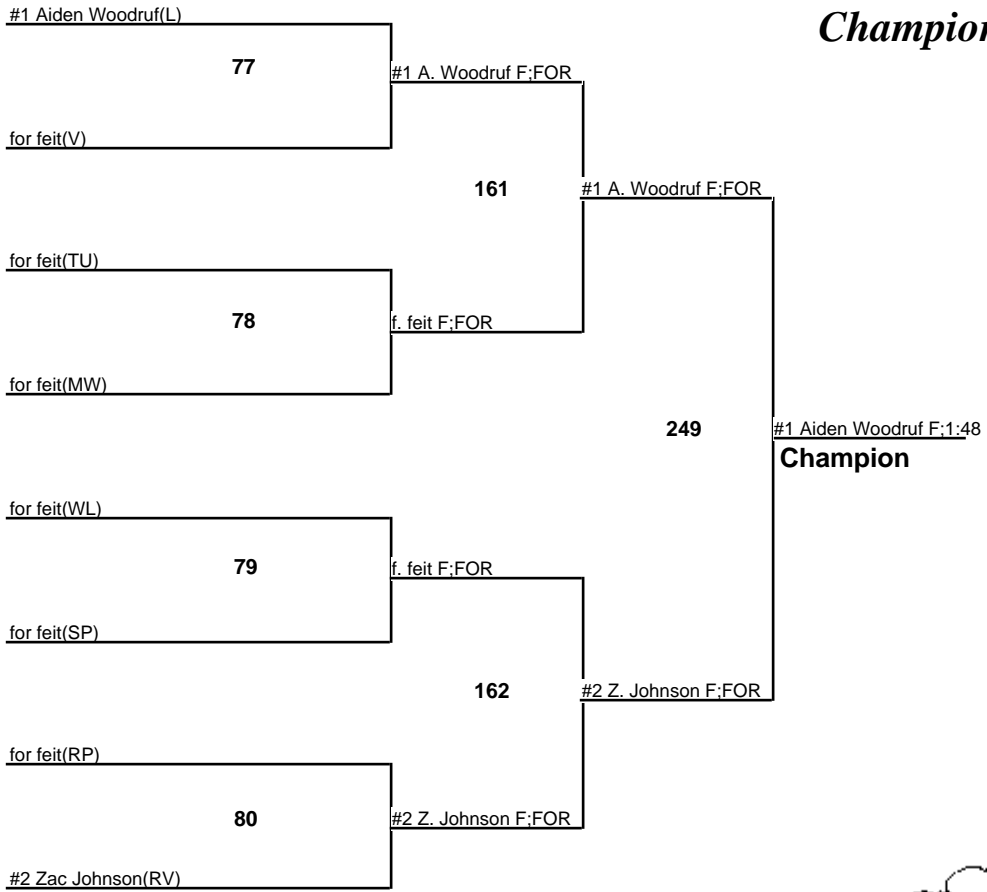 #1 Aiden Woodruf(L)
Champion
77
#1 A. Woodruf F;FOR
for feit(V)
161
#1 A. Woodruf F;FOR
for feit(TU)
78
f. feit F;FOR
for feit(MW)
249
#1 Aiden Woodruf F;1:48
Champion
for feit(WL)
79
f. feit F;FOR
for feit(SP)
162
#2 Z. Johnson F;FOR
for feit(RP)
80
#2 Z. Johnson F;FOR
#2 Zac Johnson(RV)